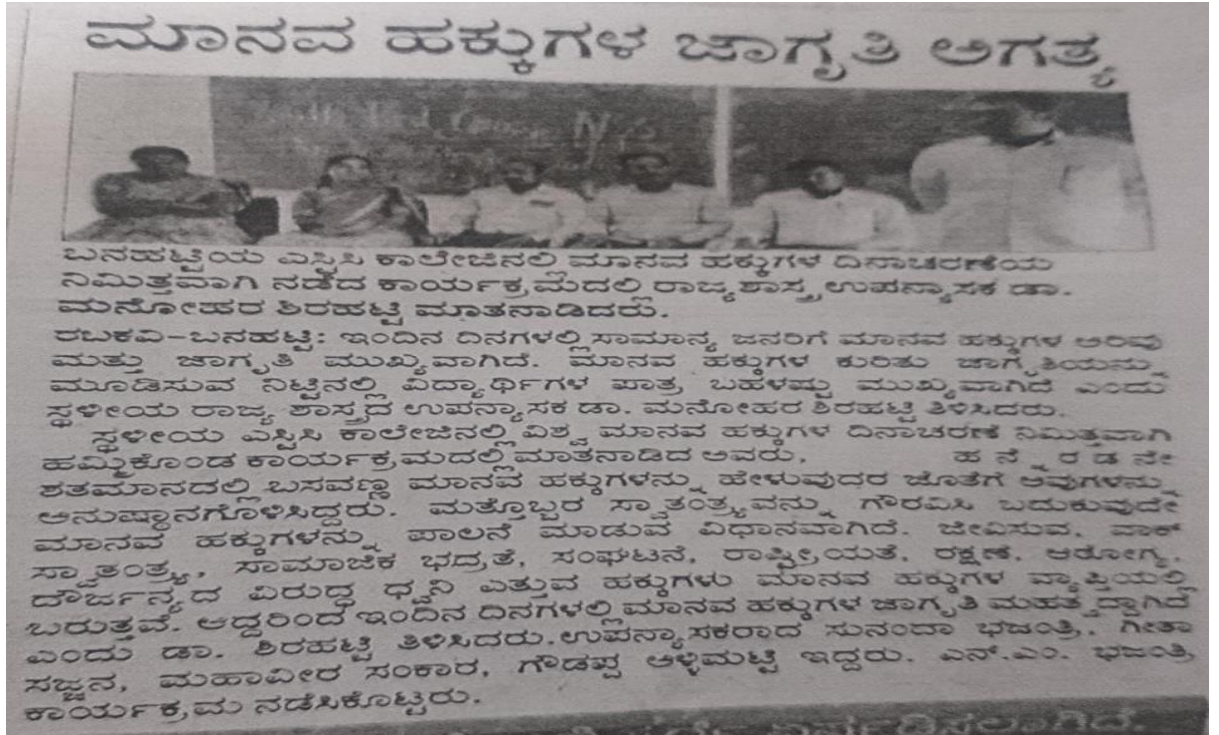 ಮಾನವ ಹಕ್ಕುಗಳ ಜಾಗೃತಿ ಅಗತ್ಯ
ಬನಹಟ್ಟಿಯ ಎಸ್ಟಿಸಿ ಕಾಲೇಜಿನಲ್ಲಿ ಮಾನವ ಹಕ್ಕುಗಳ ದಿನಾಚರಣೆಯ
ನಿಮಿತ್ತವಾಗಿ ನಡೆದ ಕಾರ್ಯಕ್ರಮದಲ್ಲಿ ರಾಜ್ಯಶಾಸ್ತ್ರ ಉಪನ್ಯಾಸಕ ಡಾ.
ಮನೋಹರ ಶಿರಹಟ್ಟಿ ಮಾತನಾಡಿದರು.
ರಬಕವಿ-ಬನಹಟ್ಟಿ: ಇಂದಿನ ದಿನಗಳಲ್ಲಿ ಸಾಮಾನ್ಯ ಜನರಿಗೆ ಮಾನವ ಹಕ್ಕುಗಳ ಅರಿವು
ಮತ್ತು ಜಾಗೃತಿ ಮುಖ್ಯವಾಗಿದೆ. ಮಾನವ ಹಕ್ಕುಗಳ ಕುರಿತು ಜಾಗೃತಿಯನ್ನು
ಮೂಡಿಸುವ ನಿಟ್ಟಿನಲ್ಲಿ ವಿದ್ಯಾರ್ಥಿಗಳ ಪಾತ್ರ ಬಹಳಷ್ಟು ಮುಖ್ಯವಾಗಿದೆ ಎಂದು
ಸ್ಥಳೀಯ ರಾಜ್ಯ ಶಾಸ್ತ್ರದ ಉಪನ್ಯಾಸಕ ಡಾ. ಮನೋಹರ ಶಿರಹಟ್ಟಿ ತಿಳಿಸಿದರು.
ಸ್ಥಳೀಯ ಎಸ್ಟಿಸಿ ಕಾಲೇಜಿನಲ್ಲಿ ವಿಶ್ವ ಮಾನವ ಹಕ್ಕುಗಳ ದಿನಾಚರಣೆ ನಿಮಿತ್ತವಾಗಿ
ಹಮ್ಮಿಕೊಂಡ ಕಾರ್ಯಕ್ರಮದಲ್ಲಿ ಮಾತನಾಡಿದ ಅವರು, ಹನ್ನೆರಡನೇ
ಶತಮಾನದಲ್ಲಿ ಬಸವಣ್ಣ ಮಾನವ ಹಕ್ಕುಗಳನ್ನು ಹೇಳುವುದರ ಜೊತೆಗೆ ಅವುಗಳನ್ನು
ಅನುಷ್ಠಾನಗೊಳಿಸಿದ್ದರು. ಮತ್ತೊಬ್ಬರ ಸ್ವಾತಂತ್ರ್ಯವನ್ನು ಗೌರವಿಸಿ ಬದುಕುವುದೇ
ಮಾನವ ಹಕ್ಕುಗಳನ್ನು ಪಾಲನೆ ಮಾಡುವ ವಿಧಾನವಾಗಿದೆ. ಜೀವಿಸುವ, ವಾಕ್
ಸ್ವಾತಂತ್ರ್ಯ, ಸಾಮಾಜಿಕ ಭದ್ರತೆ, ಸಂಘಟನೆ, ರಾಷ್ಟ್ರೀಯತೆ, ರಕ್ಷಣೆ, ಆರೋಗ್ಯ,
ದೌರ್ಜನ್ಯದ ವಿರುದ್ಧ ಧ್ವನಿ ಎತ್ತುವ ಹಕ್ಕುಗಳು ಮಾನವ ಹಕ್ಕುಗಳ ವ್ಯಾಪ್ತಿಯಲ್ಲಿ
ಬರುತ್ತವೆ. ಆದ್ದರಿಂದ ಇಂದಿನ ದಿನಗಳಲ್ಲಿ ಮಾನವ ಹಕ್ಕುಗಳ ಜಾಗೃತಿ ಮಹತ್ವದ್ದಾಗಿದೆ
ಎಂದು ಡಾ. ಶಿರಹಟ್ಟಿ ತಿಳಿಸಿದರು. ಉಪನ್ಯಾಸಕರಾದ ಸುನಂದಾ ಭಜಂತ್ರಿ, ಗೀತಾ
ಸಜ್ಜನ, ಮಹಾವೀರ ಸಂಕಾರ, ಗೌಡಪ್ಪ ಅಳ್ಳಿಮಟ್ಟಿ ಇದ್ದರು. ಎನ್.ಎಂ. ಭಜಂತ್ರಿ
ಕಾರ್ಯಕ್ರಮ ನಡೆಸಿಕೊಟ್ಟರು.